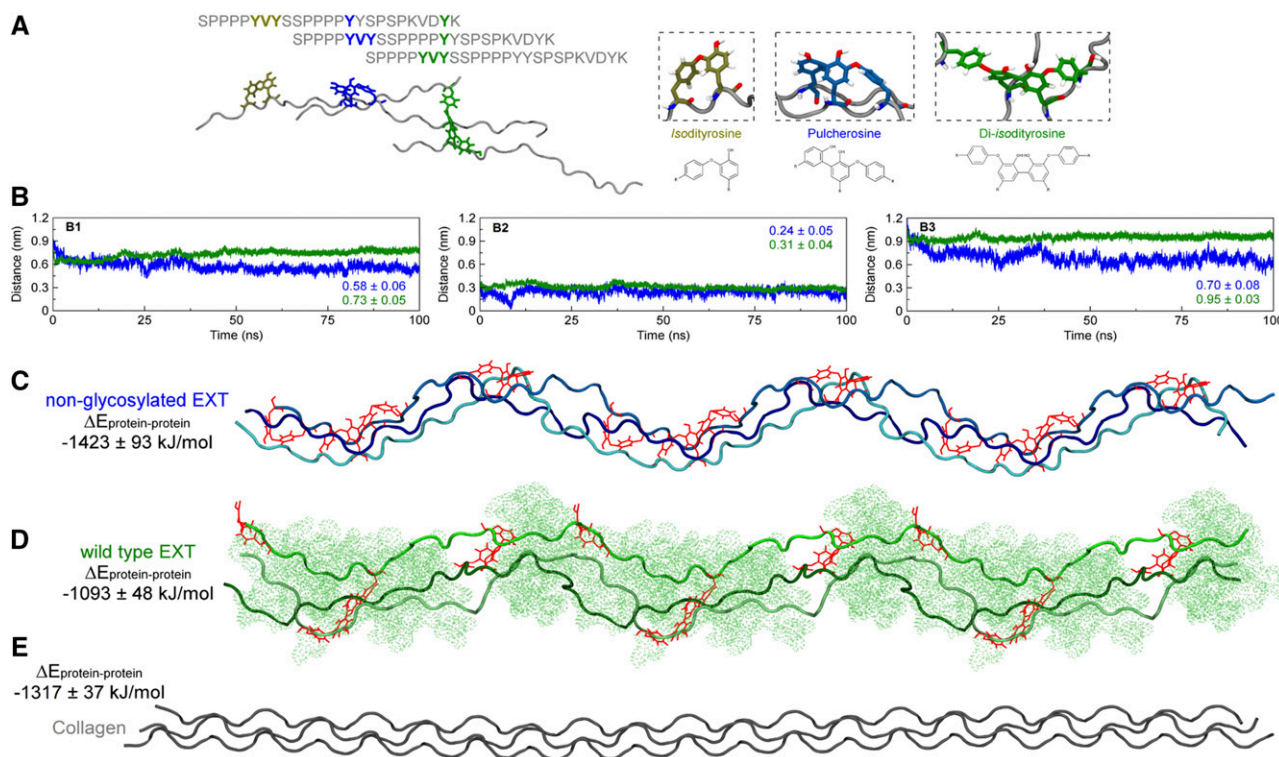 A
SPPPPYVYSSPPPPPYYSPSPKVDYK
SPPPPYVYSSPPPPPYYSPSPKVDYK
SPPPPYVYSSPPPPYYSPSPKVDYK
Isodityrosine
Pulcherosine
Di-isodityrosine
B
B1
B2
B3
Distance (nm)
1.2
0.9
0.6
0.3
0
0.58 ± 0.06
0.73 ± 0.05
0
25
50
75
100
Time (ns)
Distance (nm)
1.2
0.9
0.6
0.3
0
0.24 ± 0.05
0.31 ± 0.04
0
25
50
75
100
Time (ns)
Distance (nm)
1.2
0.9
0.6
0.3
0
0.70 ± 0.08
0.95 ± 0.03
0
25
50
75
100
Time (ns)
C
non-glycosylated EXT
ΔEprotein-protein
-1423 ± 93 kJ/mol
D
wild type EXT
ΔEprotein-protein
-1093 ± 48 kJ/mol
E
ΔEprotein-protein
-1317 ± 37 kJ/mol
Collagen